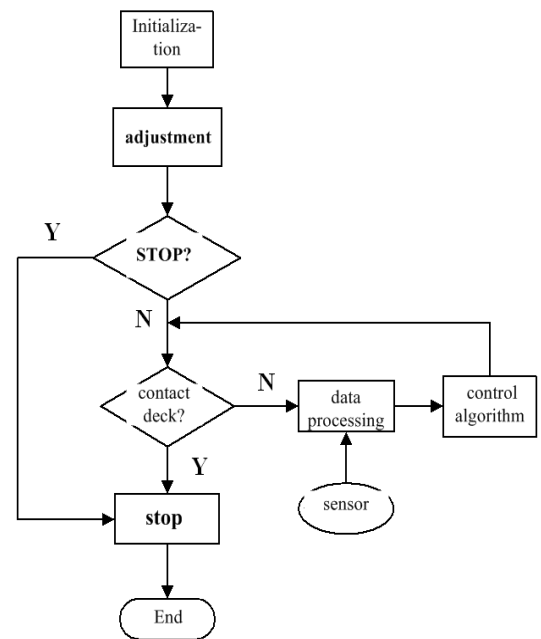 Initializa-
tion
adjustment
Y
STOP?
N
contact
deck?
N
data
processing
control
algorithm
Y
sensor
stop
End